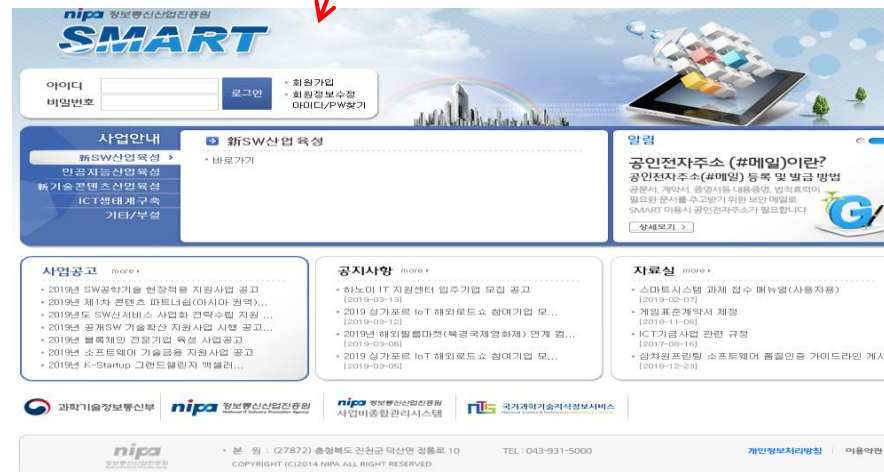 nipa 정보통신산업진흥원
SMART
아이디
비밀번호
로그인
· 회원가입
· 회원정보수정
아이디/PW찾기
사업안내
新SW산업육성
인공지능산업육성
新기술콘텐츠산업육성
ICT생태계구축
기타/부설
新SW산업육성
· 바로가기
알림
공인전자주소 (#메일)이란?
공인전자주소(#메일) 등록 및 발급 방법
공문서, 계약서, 증명서등 내용증명, 법적효력이
필요한 문서를 주고받기 위한 보안 메일로
SMART 이용시 공인전자주소가 필요합니다.
상세보기 >
사업공고 more
· 2019년 SW공학기술 현장적용 지원사업 공고
· 2019년 제1차 콘텐츠 파트너쉽(아시아 권역)...
· 2019년도 SW신서비스 사업화 전략수립 지원 ...
· 2019년 공개SW 기술확산 지원사업 시행 공고...
· 2019년 블록체인 전문기업 육성 사업공고
· 2019년 소프트웨어 기술금융 지원사업 공고
· 2019년 K-Startup 그랜드챌린지 액셀러...
공지사항 more
· 하노이 IT 지원센터 입주기업 모집 공고
[2019-03-13]
· 2019 싱가포르 IoT 해외로드쇼 참여기업 모...
[2019-03-12]
· 2019년 해외필름마켓(북경국제영화제) 연계 컴...
[2019-03-06]
· 2019 싱가포르 IoT 해외로드쇼 참여기업 모...
[2019-03-05]
자료실 more
· 스마트시스템 과제 접수 매뉴얼(사용자용)
[2019-02-07]
· 게임표준계약서 제정
· ICT기금사업 관련 규정
[2017-09-16]
· 삼차원프린팅 소프트웨어 품질인증 가이드라인 게시
[2016-12-23]
과학기술정보통신부
nipa 정보통신산업진흥원
National IT Industry Promotion Agency
nipa 정보통신산업진흥원
사업비종합관리시스템
NTIS 국가과학기술지식정보서비스
National Science & Technology Information Service
nipa
정보통신산업진흥원
· 본 원 : (27872) 충청북도 진천군 덕산면 정통로 10 TEL : 043-931-5000
COPYRIGHT (C)2014 NIPA ALL RIGHT RESERVED
개인정보처리방침 이용약관